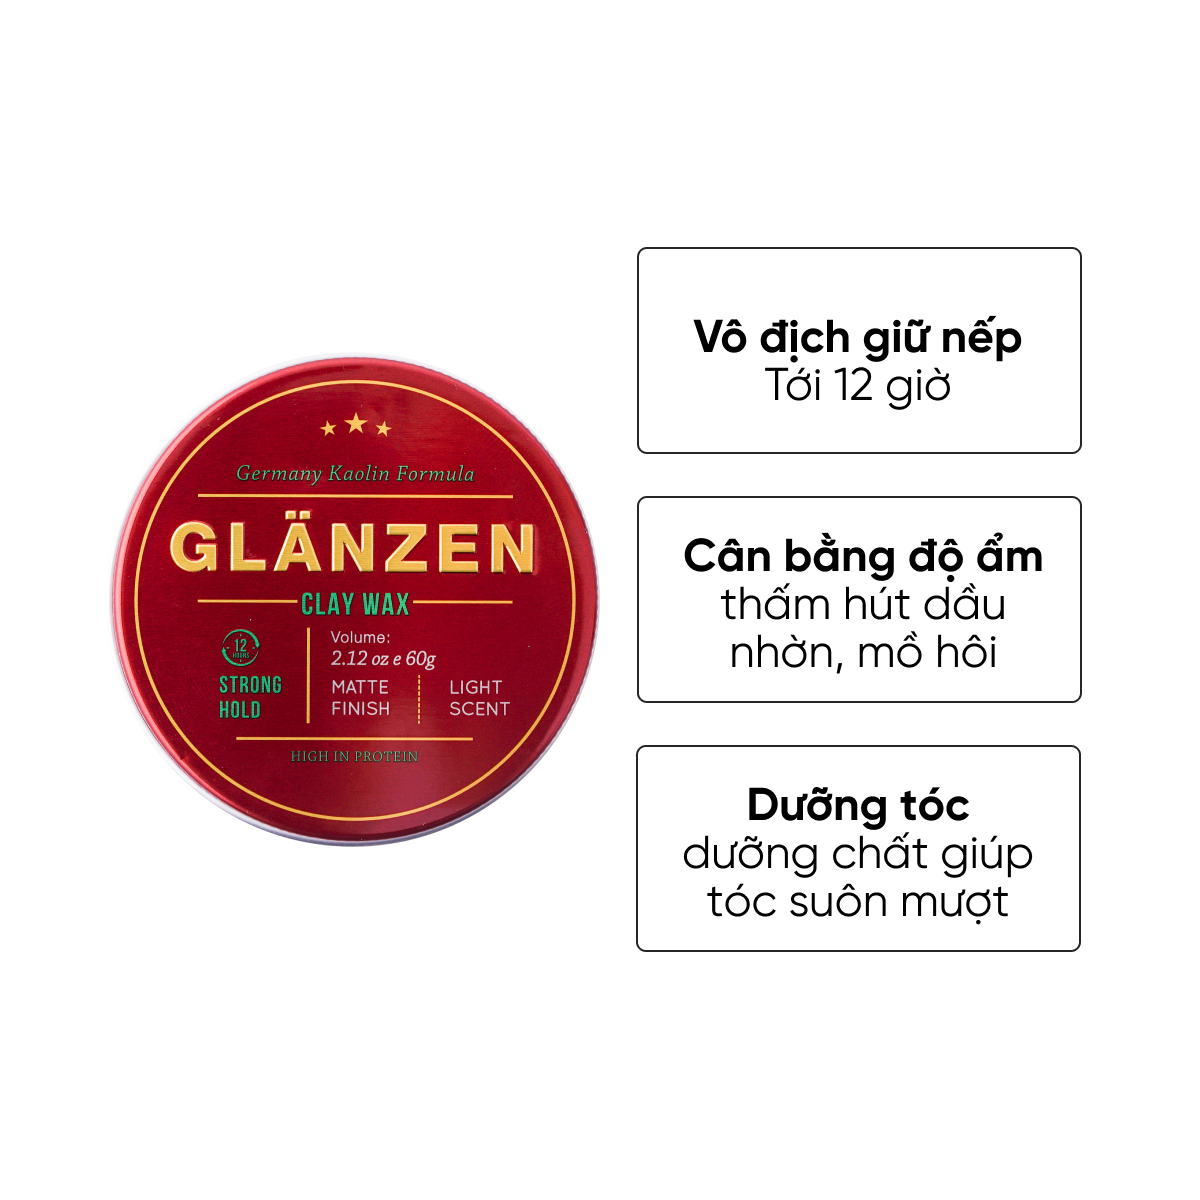 Germany Kaolin Formula
GLÄNZEN
CLAY WAX
12
HOURS
STRONG
HOLD
Volume:
2.12 oz e 60g
MATTE
FINISH
LIGHT
SCENT
HIGH IN PROTEIN
Vô địch giữ nếp
Tới 12 giờ
Cân bằng độ ẩm
thấm hút dầu
nhờn, mồ hôi
Dưỡng tóc
dưỡng chất giúp
tóc suôn mượt